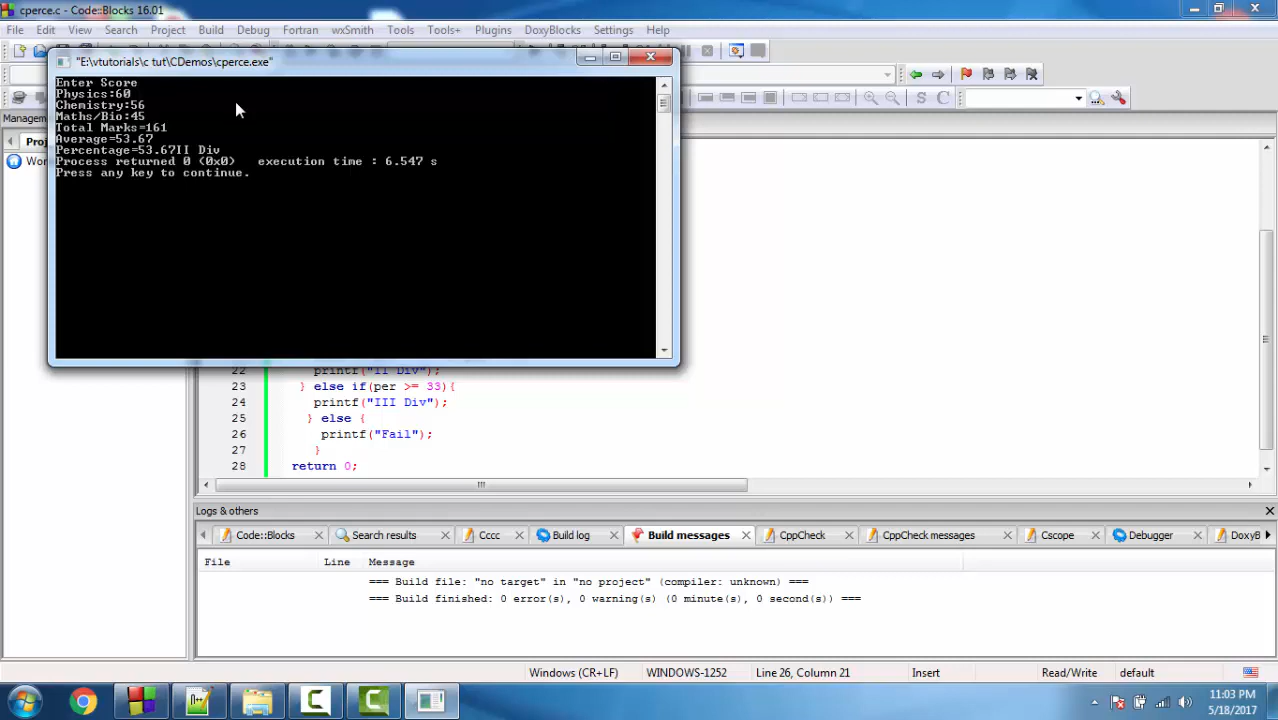 cperce.c - Code::Blocks 16.01
File Edit View Search Project Build Debug Fortran wxSmith Tools Tools+ Plugins DoxyBlocks Settings Help
"E:\vtutorials\c tut\CDemos\cperce.exe"
Enter Score
Physics:60
Chemistry:56
Maths/Bio:45
Total Marks=161
Average=53.67
Percentage=53.67II Div
Process returned 0 (0x0) execution time : 6.547 s
Press any key to continue.
22 printf("II Div");
23 } else if(per >= 33){
24 printf("III Div");
25 } else {
26 printf("Fail");
27 }
28 return 0;
Logs & others
Code::Blocks Search results Cccc Build log Build messages CppCheck CppCheck messages Cscope Debugger DoxyB
File Line Message
=== Build file: "no target" in "no project" (compiler: unknown) ===
=== Build finished: 0 error(s), 0 warning(s) (0 minute(s), 0 second(s)) ===
Windows (CR+LF) WINDOWS-1252 Line 26, Column 21 Insert Read/Write default
11:03 PM
5/18/2017